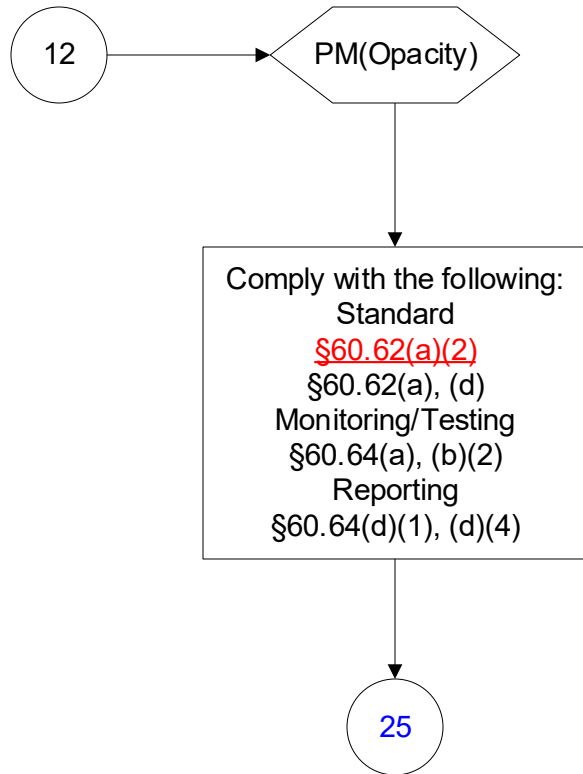 12
PM(Opacity)
Comply with the following:
Standard
§60.62(a)(2)
§60.62(a), (d)
Monitoring/Testing
§60.64(a), (b)(2)
Reporting
§60.64(d)(1), (d)(4)
25